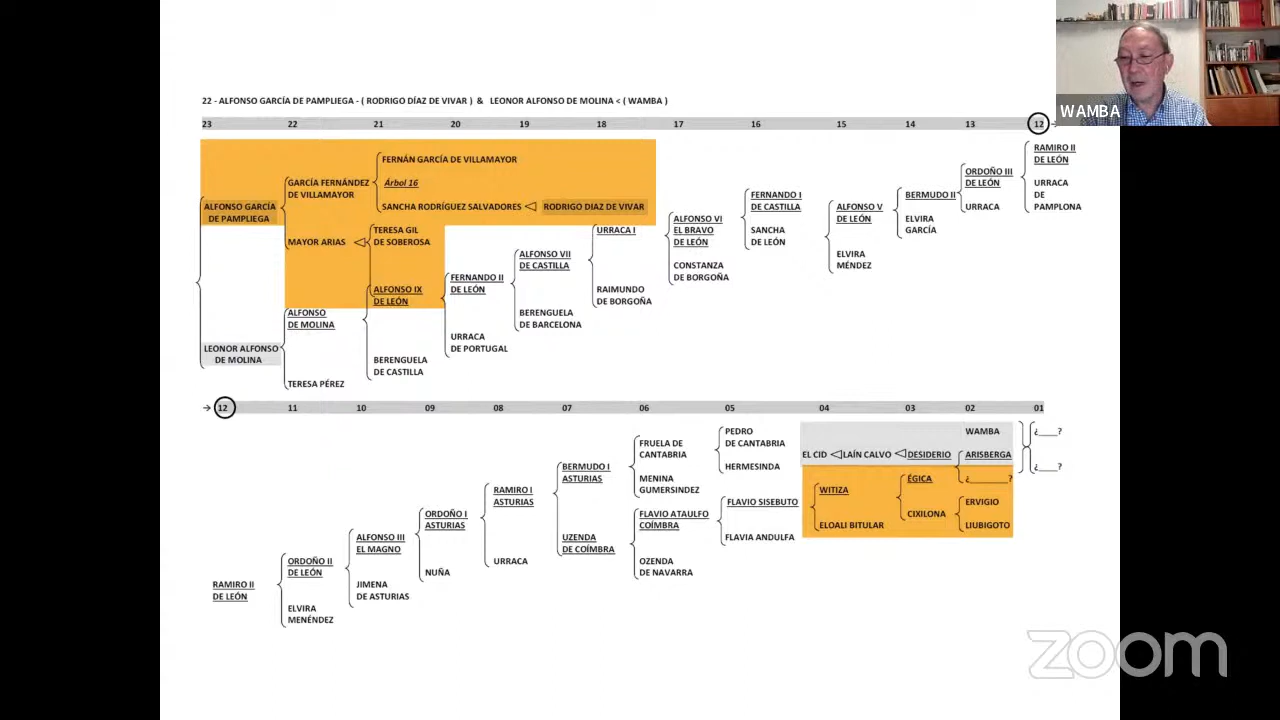 22 - ALFONSO GARCÍA DE PAMPLIEGA - ( RODRIGO DÍAZ DE VIVAR ) & LEONOR ALFONSO DE MOLINA < ( WAMBA )
WAMBA
23 22 21 20 19 18 17 16 15 14 13 12
ALFONSO GARCÍA
DE PAMPLIEGA
LEONOR ALFONSO
DE MOLINA
GARCÍA FERNÁNDEZ
DE VILLAMAYOR
MAYOR ARIAS
ALFONSO
DE MOLINA
TERESA PÉREZ
FERNÁN GARCÍA DE VILLAMAYOR
Árbol 16
SANCHA RODRÍGUEZ SALVADORES
RODRIGO DIAZ DE VIVAR
TERESA GIL
DE SOBEROSA
ALFONSO IX
DE LEÓN
BERENGUELA
DE CASTILLA
FERNANDO II
DE LEÓN
URRACA
DE PORTUGAL
ALFONSO VII
DE CASTILLA
BERENGUELA
DE BARCELONA
URRACA I
RAIMUNDO
DE BORGOÑA
ALFONSO VI
EL BRAVO
DE LEÓN
CONSTANZA
DE BORGOÑA
FERNANDO I
DE CASTILLA
SANCHA
DE LEÓN
ALFONSO V
DE LEÓN
ELVIRA
MÉNDEZ
BERMUDO II
ELVIRA
GARCÍA
ORDOÑO III
DE LEÓN
URRACA
RAMIRO II
DE LEÓN
URRACA
DE
PAMPLONA
12 11 10 09 08 07 06 05 04 03 02 01
RAMIRO II
DE LEÓN
ORDOÑO II
DE LEÓN
ELVIRA
MENÉNDEZ
ALFONSO III
EL MAGNO
JIMENA
DE ASTURIAS
ORDOÑO I
ASTURIAS
NUÑA
RAMIRO I
ASTURIAS
URRACA
BERMUDO I
ASTURIAS
UZENDA
DE COÍMBRA
FRUELA DE
CANTABRIA
MENINA
GUMERSINDEZ
FLAVIO ATAULFO
COÍMBRA
OZENDA
DE NAVARRA
PEDRO
DE CANTABRIA
HERMESINDA
FLAVIO SISEBUTO
FLAVIA ANDULFA
EL CID
LAÍN CALVO
DESIDERIO
WITIZA
ELOALI BITULAR
ÉGICA
CIXILONA
WAMBA
ARISBERGA
¿________?
ERVIGIO
LIUBIGOTO
¿____?
¿____?
zoom